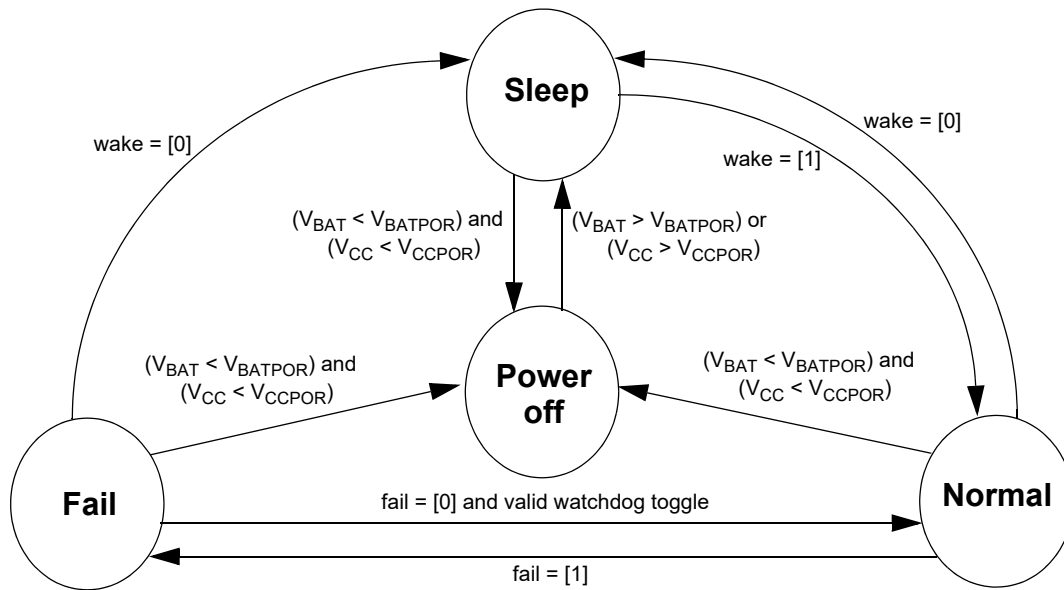 Sleep
wake = [0]
wake = [0]
wake = [1]
(VBAT < VBATPOR) and
(VCC < VCCPOR)
(VBAT > VBATPOR) or
(VCC > VCCPOR)
(VBAT < VBATPOR) and
(VCC < VCCPOR)
Power
off
(VBAT < VBATPOR) and
(VCC < VCCPOR)
Fail
fail = [0] and valid watchdog toggle
Normal
fail = [1]